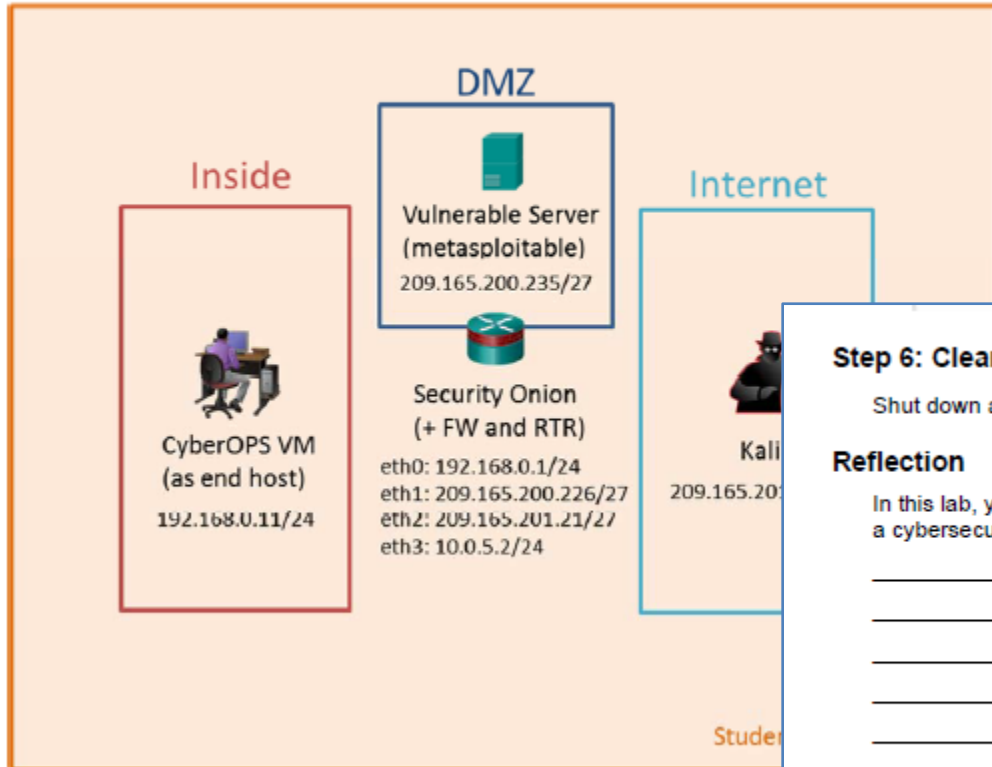 DMZ
Inside
Internet
Vulnerable Server
(metasploitable)
209.165.200.235/27
Security Onion
(+ FW and RTR)
eth0: 192.168.0.1/24
eth1: 209.165.200.226/27
eth2: 209.165.201.21/27
eth3: 10.0.5.2/24
CyberOPS VM
(as end host)
192.168.0.11/24
Kali
209.165.201
Step 6:
Shut down
Reflection
In this lab,
a